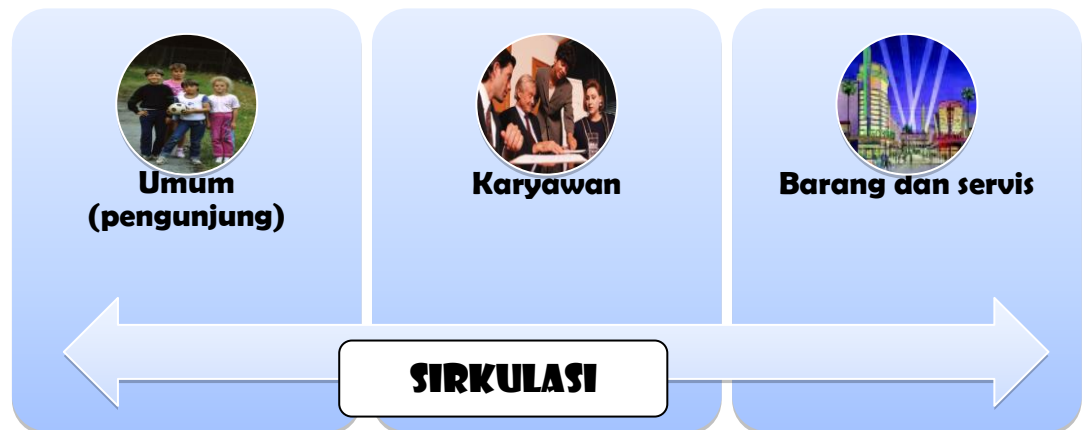 Umum
(pengunjung)
Karyawan
Barang dan servis
SIRKULASI